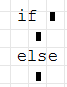 if ▪
▪
else
▪